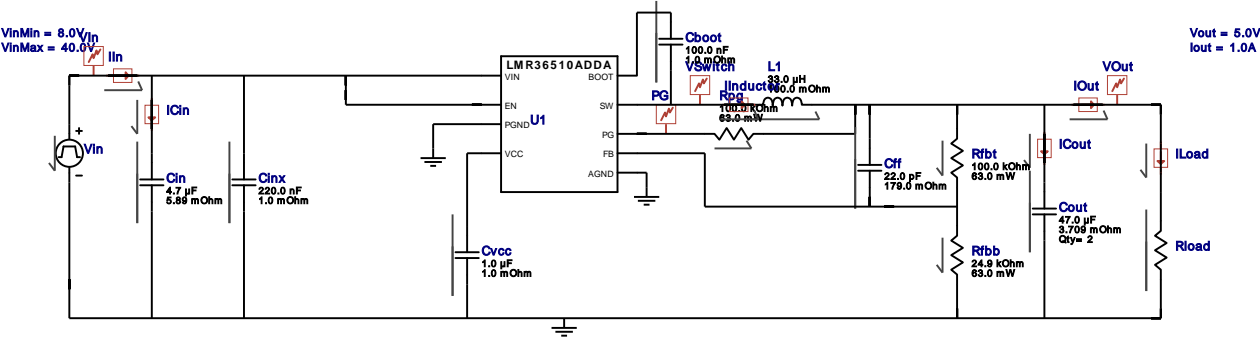 VinMin = 8.0V
VinMax = 40.0V
Vin
IIn
ICin
Vin
+
−
Cin
4.7 µF
5.89 mOhm
Cinx
220.0 nF
1.0 mOhm
LMR36510ADDA
VIN
EN
PGND
VCC
U1
BOOT
SW
PG
FB
AGND
Cvcc
1.0 µF
1.0 mOhm
Cboot
100.0 nF
1.0 mOhm
VSwitch
PG
IInductor
L1
33.0 µH
Rpg
100.0 kOhm
63.0 mW
Cff
22.0 pF
179.0 mOhm
Rfbt
100.0 kOhm
63.0 mW
Rfbb
24.9 kOhm
63.0 mW
ICout
Cout
47.0 µF
3.709 mOhm
Qty= 2
IOut
VOut
ILoad
Rload
Vout = 5.0V
Iout = 1.0A